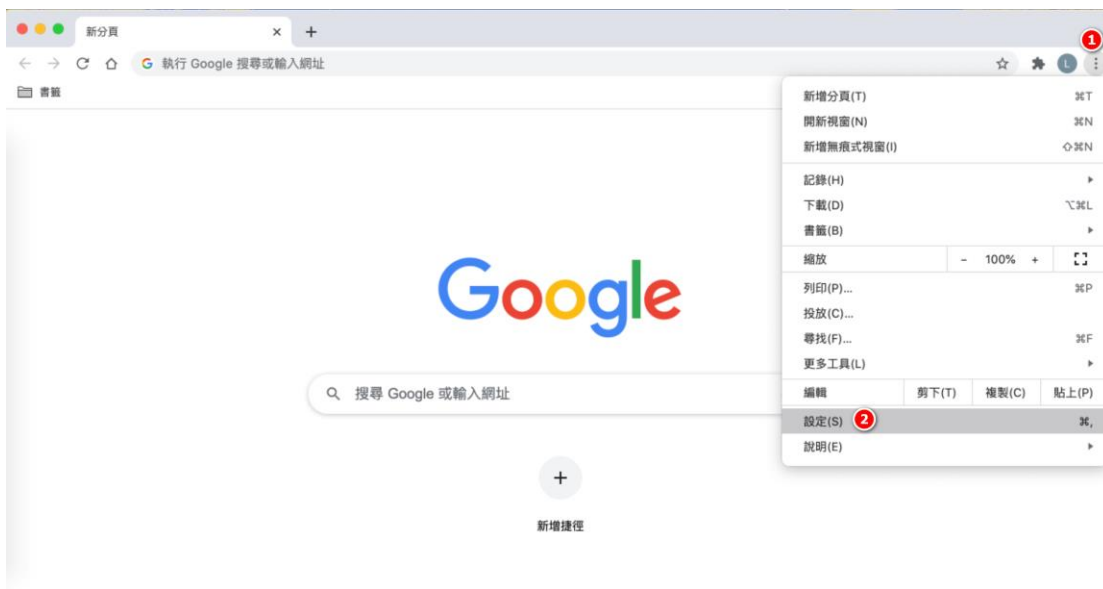 新分頁
執行 Google 搜尋或輸入網址
L
1
書籤
新增分頁(T) ⌘T
開新視窗(N) ⌘N
新增無痕式視窗(I) ⇧⌘N
記錄(H)
下載(D) ⌥⌘L
書籤(B)
縮放 - 100% +
列印(P)... ⌘P
投放(C)...
尋找(F)... ⌘F
更多工具(L)
編輯 剪下(T) 複製(C) 貼上(P)
設定(S) 2 ⌘,
說明(E)
Google
搜尋 Google 或輸入網址
新增捷徑